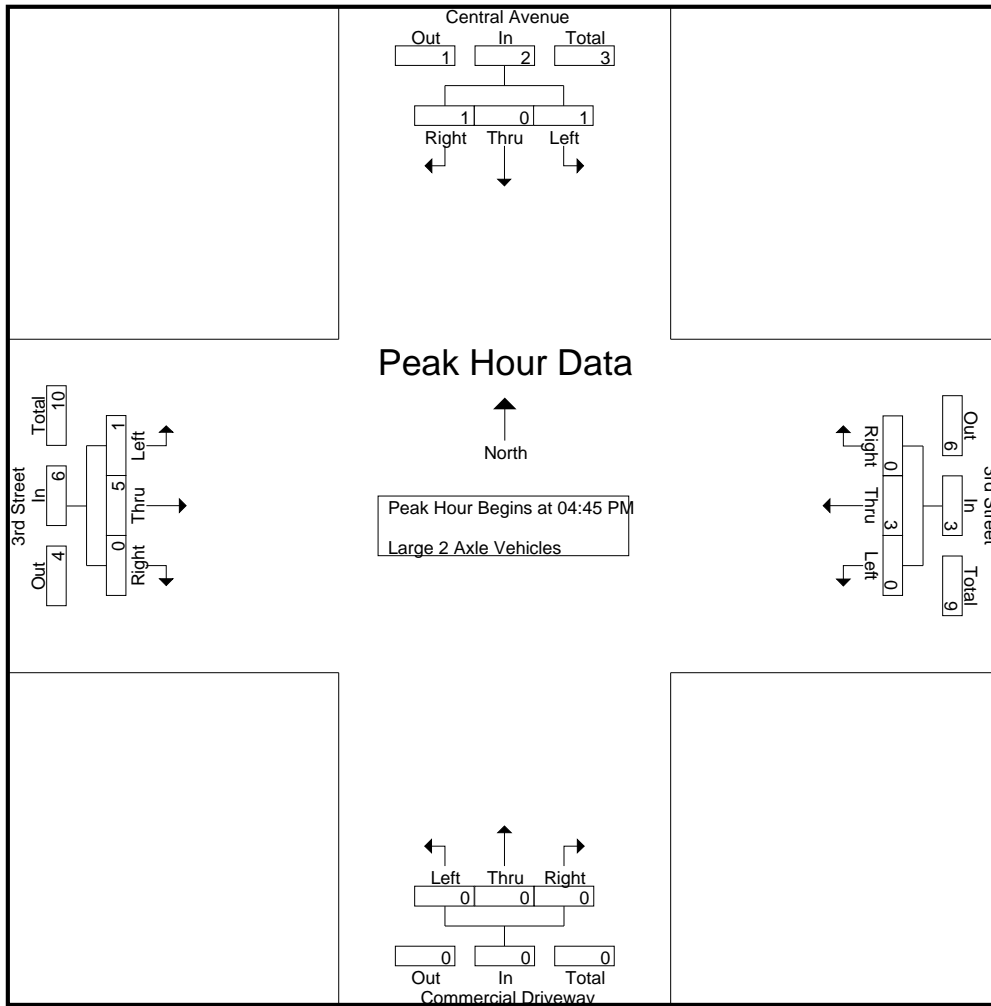 Central Avenue
Out In Total
1 2 3
1 0 1
Right Thru Left
Peak Hour Data
North
Peak Hour Begins at 04:45 PM
Large 2 Axle Vehicles
3rd Street
Out In Total
4 6 10
Right Thru Left
0 5 1
3rd Street
Out In Total
6 3 9
Right Thru Left
0 3 0
Left Thru Right
0 0 0
0 0 0
Out In Total
Commercial Driveway